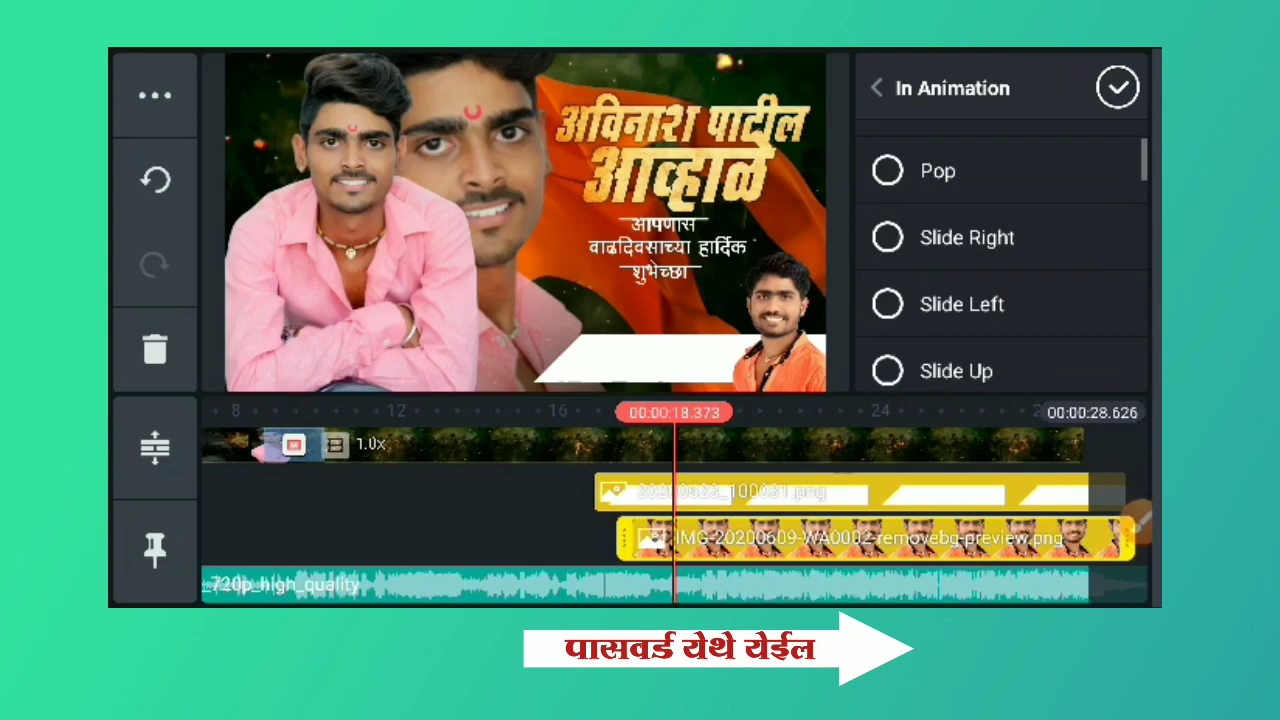 In Animation
अविनाश पाटील
आव्हाळे
आपणास
वाढदिवसाच्या हार्दिक
शुभेच्छा
Pop
Slide Right
Slide Left
Slide Up
8 12 16 00:00:18.373 24 00:00:28.626
1.0x
IMG-20200609-WA0002-removebg-preview.png
_720p_high_quality
पासवर्ड येथे येईल